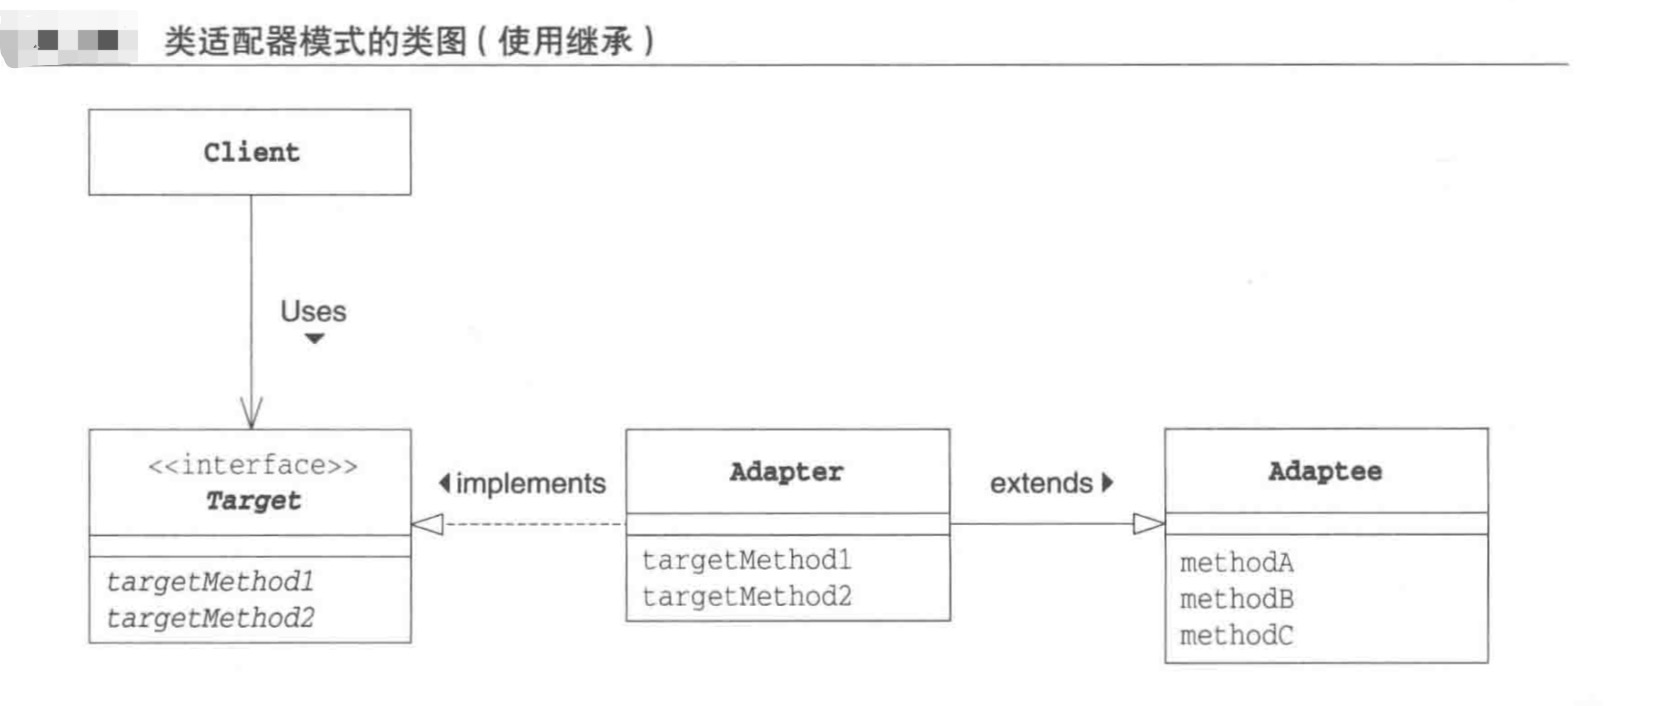 类适配器模式的类图(使用继承)
Client
Uses
<<interface>>
Target
targetMethod1
targetMethod2
implements
Adapter
targetMethod1
targetMethod2
extends
Adaptee
methodA
methodB
methodC